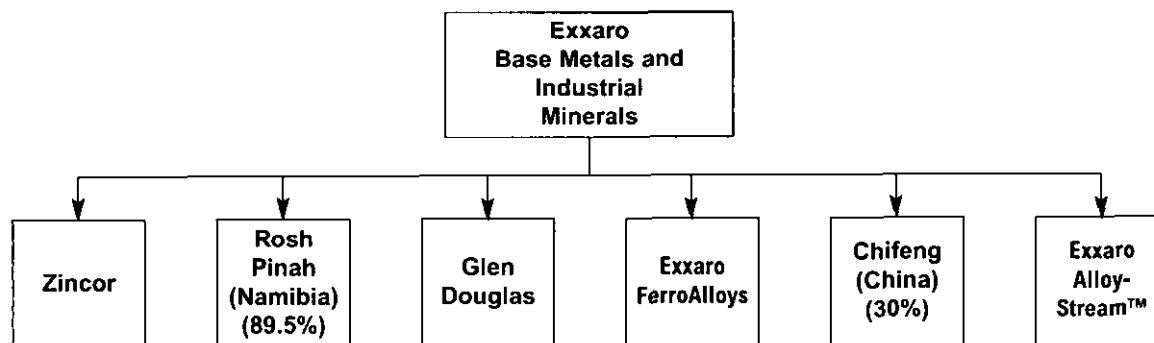 Exxaro
Base Metals and
Industrial
Minerals
Zincor
Rosh
Pinah
(Namibia)
(89.5%)
Glen
Douglas
Exxaro
FerroAlloys
Chifeng
(China)
(30%)
Exxaro
Alloy-
Stream™